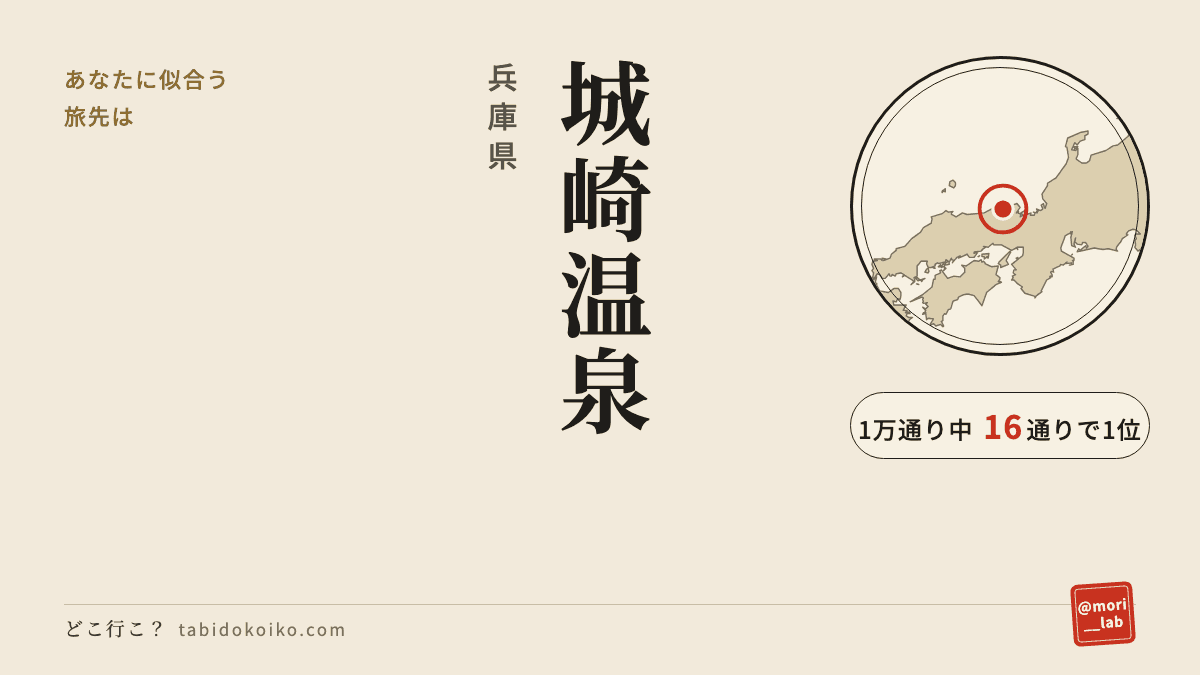 あなたに似合う
旅先は
城崎温泉
兵庫県
1万通り中 16通りで1位
どこ行こ？ tabidokoiko.com
@mori
__lab